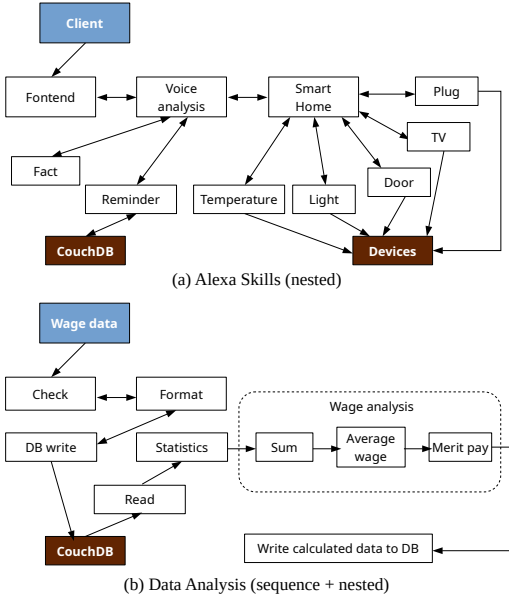 Client
Fontend
Voice
analysis
Smart
Home
Plug
TV
Fact
Door
Reminder
Temperature
Light
CouchDB
Devices
(a) Alexa Skills (nested)
Wage data
Check
Format
Wage analysis
DB write
Statistics
Sum
Average
wage
Merit pay
Read
CouchDB
Write calculated data to DB
(b) Data Analysis (sequence + nested)